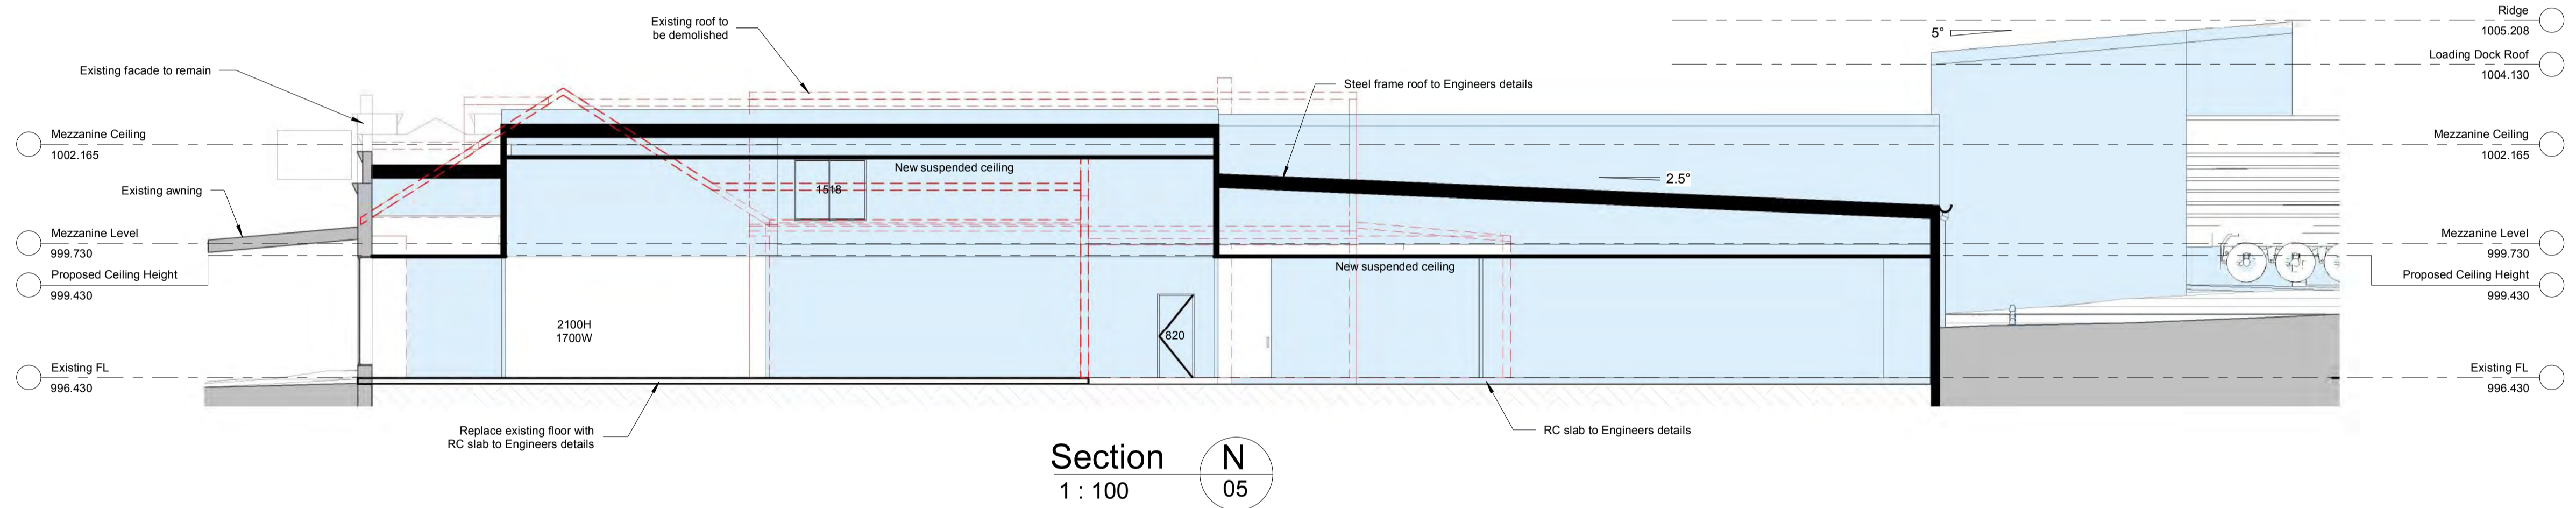 Existing roof to
be demolished
Ridge
1005.208
5°
Loading Dock Roof
1004.130
Existing facade to remain
Steel frame roof to Engineers details
Mezzanine Ceiling
1002.165
Mezzanine Ceiling
1002.165
New suspended ceiling
1518
2.5°
Existing awning
Mezzanine Level
999.730
Mezzanine Level
999.730
Proposed Ceiling Height
999.430
New suspended ceiling
Proposed Ceiling Height
999.430
2100H
1700W
820
Existing FL
996.430
Existing FL
996.430
Replace existing floor with
RC slab to Engineers details
RC slab to Engineers details
Section
1 : 100
N
05